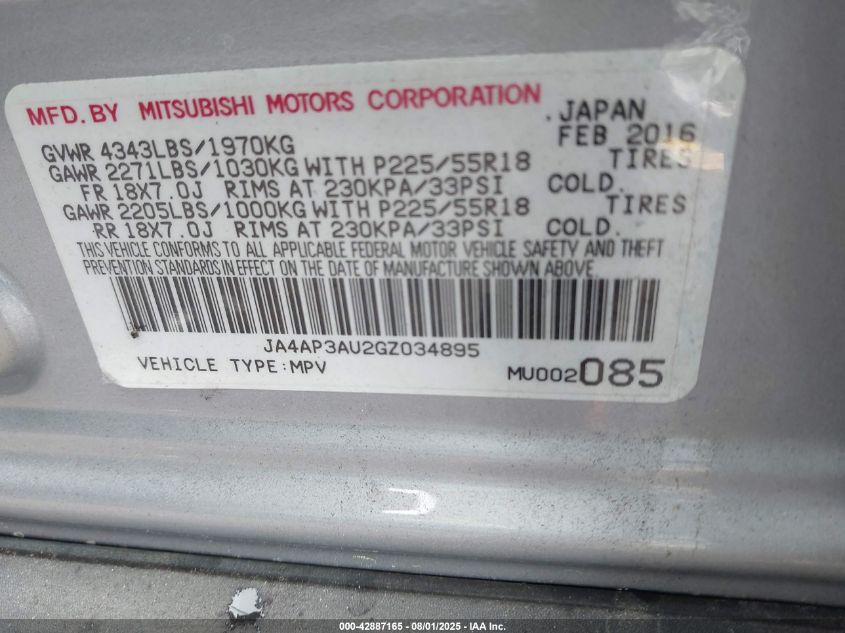 MFD. BY MITSUBISHI MOTORS CORPORATION . JAPAN
GVWR 4343LBS/1970KG FEB 2016
GAWR 2271LBS/1030KG WITH P225/55R18 TIRES
FR 18X7.0J RIMS AT 230KPA/33PSI COLD.
GAWR 2205LBS/1000KG WITH P225/55R18 TIRES
RR 18X7.0J RIMS AT 230KPA/33PSI COLD.
THIS VEHICLE CONFORMS TO ALL APPLICABLE FEDERAL MOTOR VEHICLE SAFETY AND THEFT
PREVENTION STANDARDS IN EFFECT ON THE DATE OF MANUFACTURE SHOWN ABOVE.
JA4AP3AU2GZ034895
VEHICLE TYPE:MPV MU002085
000-42887165 - 08/01/2025 - IAA Inc.